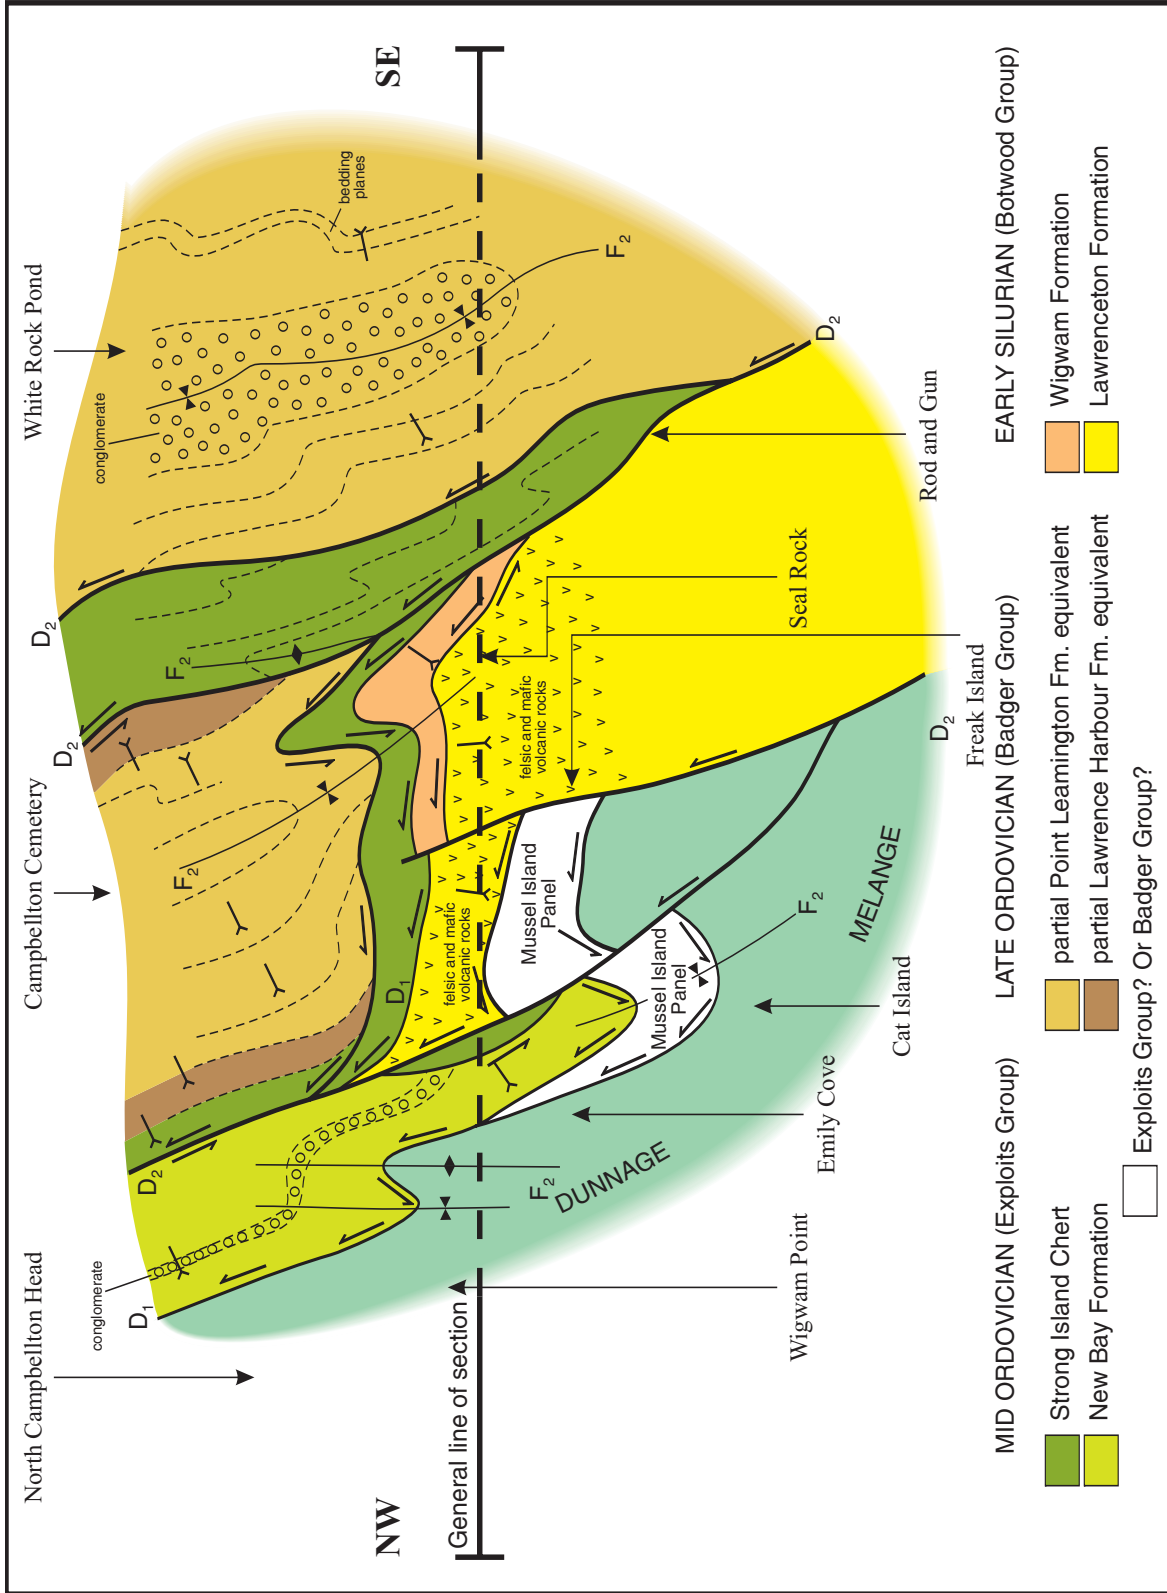 North Campbellton Head
Campbellton Cemetery
White Rock Pond
conglomerate
conglomerate
bedding
planes
D1
D2
D2
D2
F2
F2
F2
NW
SE
General line of section
D1
felsic and mafic
volcanic rocks
felsic and mafic
volcanic rocks
Mussel Island
Panel
Mussel Island
Panel
F2
F2
D2
D2
DUNNAGE
MELANGE
Wigwam Point
Emily Cove
Cat Island
Freak Island
Seal Rock
Rod and Gun
MID ORDOVICIAN (Exploits Group)
Strong Island Chert
New Bay Formation
LATE ORDOVICIAN (Badger Group)
partial Point Leamington Fm. equivalent
partial Lawrence Harbour Fm. equivalent
EARLY SILURIAN (Botwood Group)
Wigwam Formation
Lawrenceton Formation
Exploits Group? Or Badger Group?